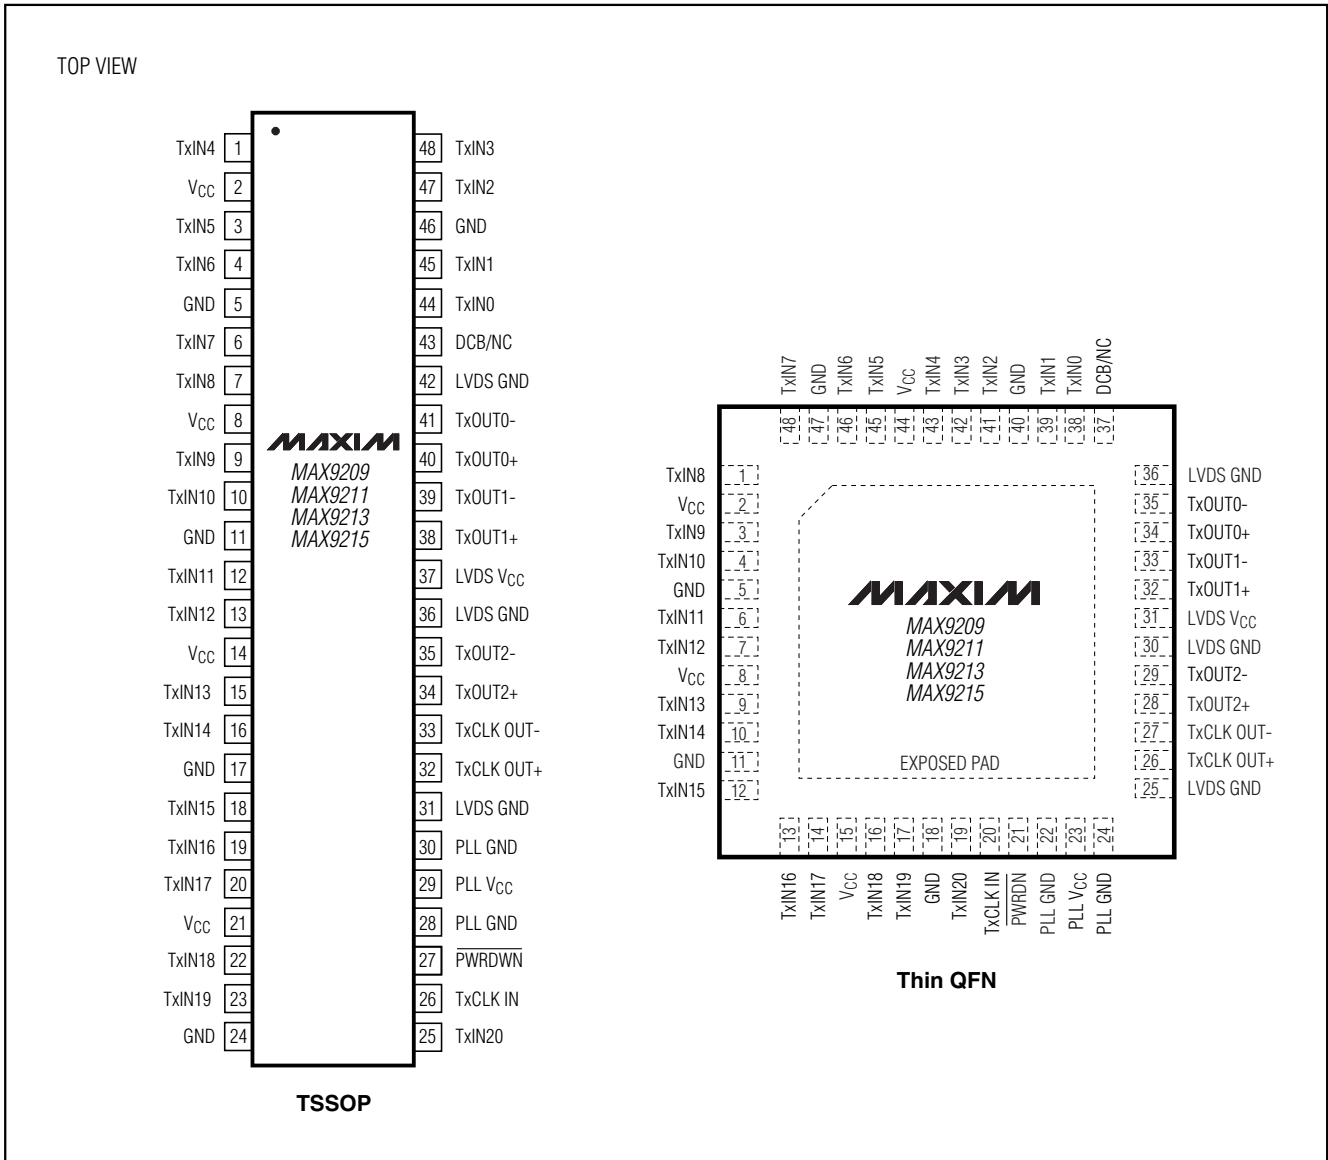 TOP VIEW
TxIN4 1
VCC 2
TxIN5 3
TxIN6 4
GND 5
TxIN7 6
TxIN8 7
VCC 8
TxIN9 9
TxIN10 10
GND 11
TxIN11 12
TxIN12 13
VCC 14
TxIN13 15
TxIN14 16
GND 17
TxIN15 18
TxIN16 19
TxIN17 20
VCC 21
TxIN18 22
TxIN19 23
GND 24
MAXIM
MAX9209
MAX9211
MAX9213
MAX9215
48 TxIN3
47 TxIN2
46 GND
45 TxIN1
44 TxIN0
43 DCB/NC
42 LVDS GND
41 TxOUT0-
40 TxOUT0+
39 TxOUT1-
38 TxOUT1+
37 LVDS VCC
36 LVDS GND
35 TxOUT2-
34 TxOUT2+
33 TxCLK OUT-
32 TxCLK OUT+
31 LVDS GND
30 PLL GND
29 PLL VCC
28 PLL GND
27 PWRDWN
26 TxCLK IN
25 TxIN20
TSSOP
TxIN7 48
GND 47
TxIN6 46
TxIN5 45
VCC 44
TxIN4 43
TxIN3 42
TxIN2 41
GND 40
TxIN1 39
TxIN0 38
DCB/NC 37
TxIN8 1
VCC 2
TxIN9 3
TxIN10 4
GND 5
TxIN11 6
TxIN12 7
VCC 8
TxIN13 9
TxIN14 10
GND 11
TxIN15 12
MAXIM
MAX9209
MAX9211
MAX9213
MAX9215
EXPOSED PAD
36 LVDS GND
35 TxOUT0-
34 TxOUT0+
33 TxOUT1-
32 TxOUT1+
31 LVDS VCC
30 LVDS GND
29 TxOUT2-
28 TxOUT2+
27 TxCLK OUT-
26 TxCLK OUT+
25 LVDS GND
13 TxIN16
14 TxIN17
15 VCC
16 TxIN18
17 TxIN19
18 GND
19 TxIN20
20 TxCLK IN
21 PWRDN
22 PLL GND
23 PLL VCC
24 PLL GND
Thin QFN